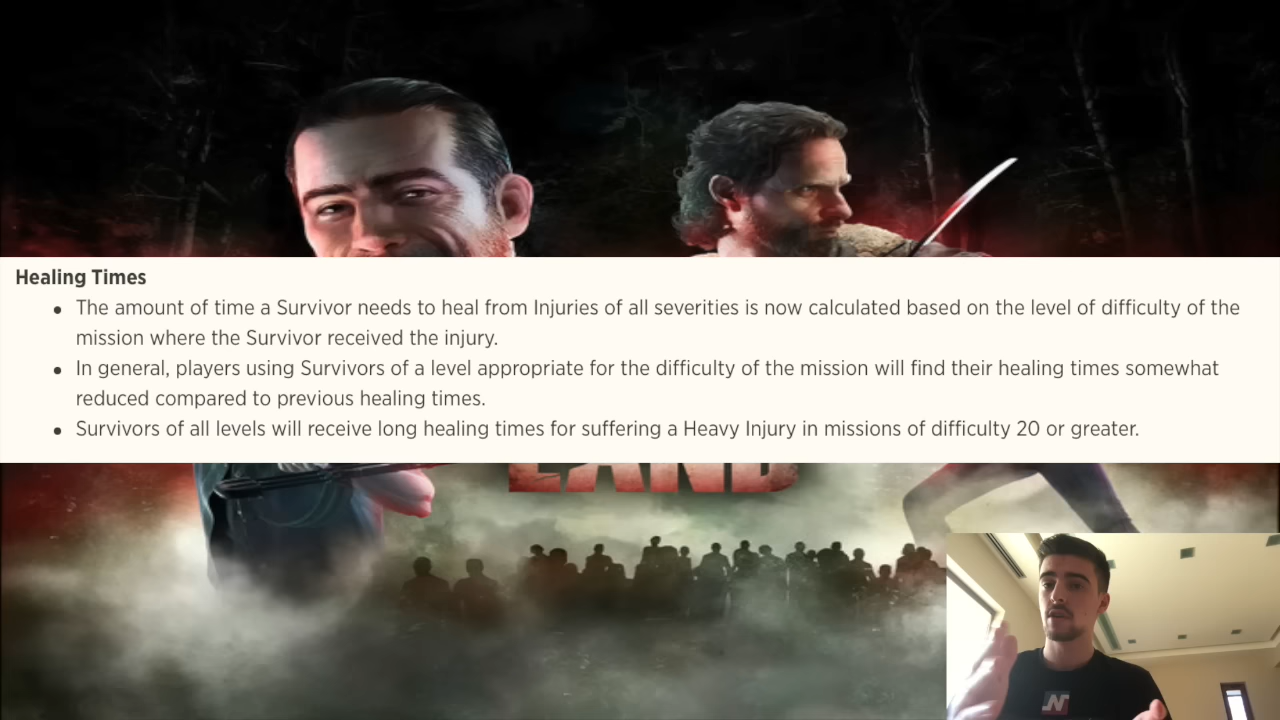 Healing Times
• The amount of time a Survivor needs to heal from Injuries of all severities is now calculated based on the level of difficulty of the
mission where the Survivor received the injury.
• In general, players using Survivors of a level appropriate for the difficulty of the mission will find their healing times somewhat
reduced compared to previous healing times.
• Survivors of all levels will receive long healing times for suffering a Heavy Injury in missions of difficulty 20 or greater.
LAND
N